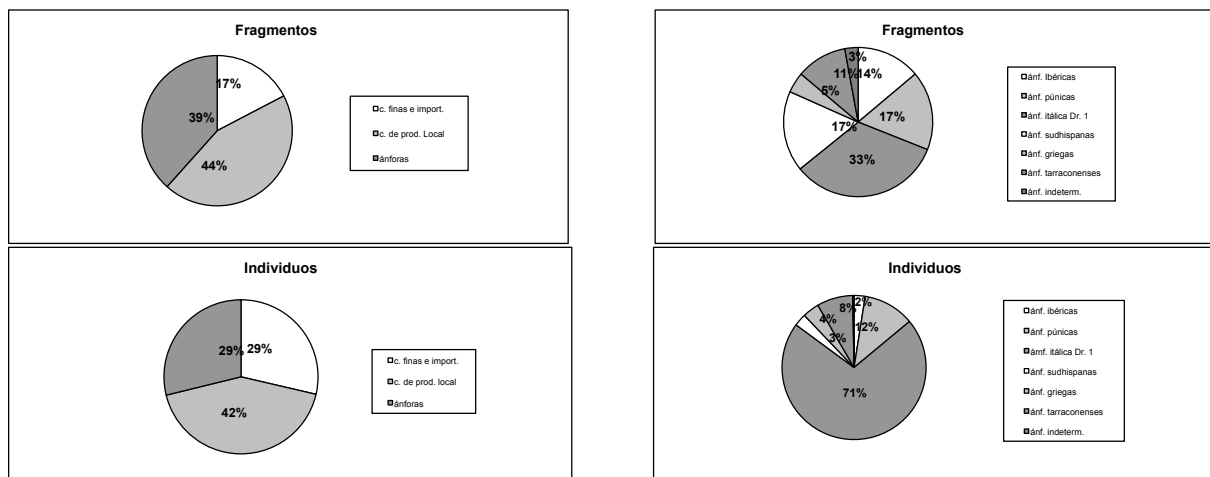 Fragmentos
17%
39%
44%
c. finas e import.
c. de prod. Local
ánforas
Fragmentos
3%
11%
14%
5%
17%
17%
33%
ánf. Ibéricas
ánf. púnicas
ánf. itálica Dr. 1
ánf. sudhispanas
ánf. griegas
ánf. tarraconenses
ánf. indeterm.
Individuos
29%
29%
42%
c. finas e import.
c. de prod. local
ánforas
Individuos
2%
8%
4%
12%
3%
71%
ánf. ibéricas
ánf. púnicas
ámf. itálica Dr. 1
ánf. sudhispanas
ánf. griegas
ánf. tarraconenses
ánf. indeterm.